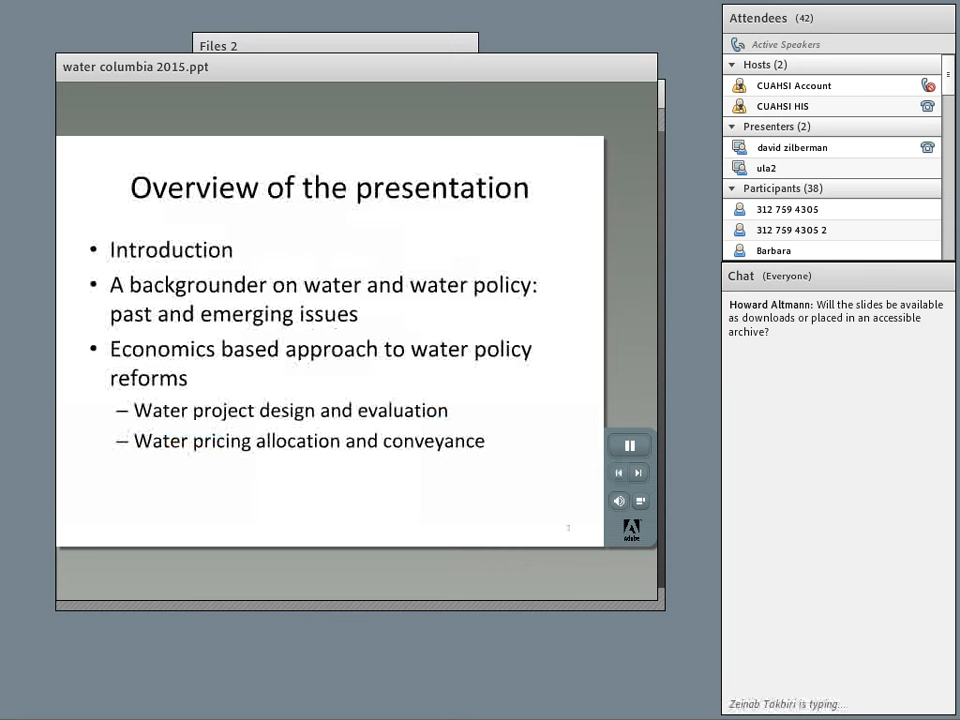 Files 2
water columbia 2015.ppt
Overview of the presentation
• Introduction
• A backgrounder on water and water policy:
past and emerging issues
• Economics based approach to water policy
reforms
– Water project design and evaluation
– Water pricing allocation and conveyance
Adobe
Attendees (42)
Active Speakers
Hosts (2)
CUAHSI Account
CUAHSI HIS
Presenters (2)
david zilberman
ula2
Participants (38)
312 759 4305
312 759 4305 2
Barbara
Chat (Everyone)
Howard Altmann: Will the slides be available
as downloads or placed in an accessible
archive?
Zeinab Takbiri is typing...